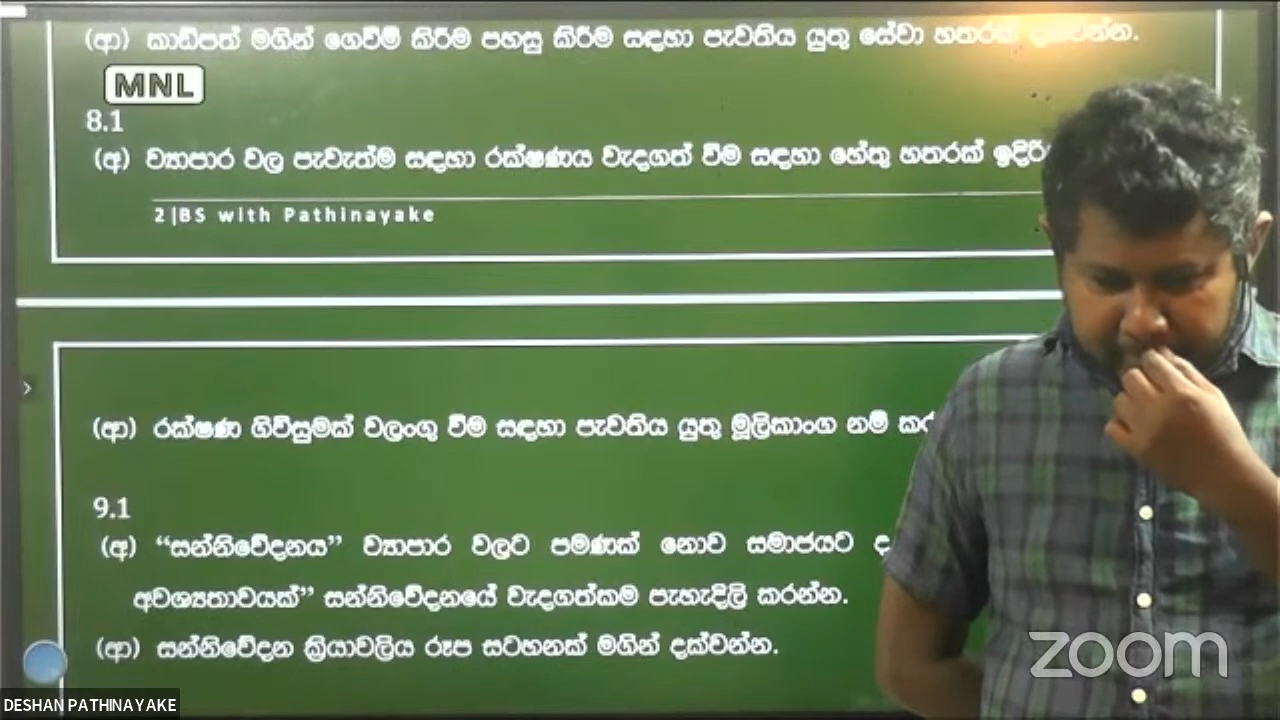 (ආ) කාඩ්පත් මගින් ගෙවීම් කිරීම පහසු කිරීම සඳහා පැවතිය යුතු සේවා හතරක් දක්වන්න.
MNL
8.1
(අ) ව්‍යාපාර වල පැවැත්ම සඳහා රක්ෂණය වැදගත් වීම සඳහා හේතු හතරක්
2|BS with Pathinayake
(ආ) රක්ෂණ ගිවිසුමක් වලංගු වීම සඳහා පැවතිය යුතු මූලිකාංග නම්
9.1
(අ) “සන්නිවේදනය” ව්‍යාපාර වලට පමණක් නොව සමාජයට ද
අවශ්‍යතාවයක්” සන්නිවේදනයේ වැදගත්කම පැහැදිලි කරන්න.
(ආ) සන්නිවේදන ක්‍රියාවලිය රූප සටහනක් මගින් දක්වන්න.
zoom
DESHAN PATHINAYAKE